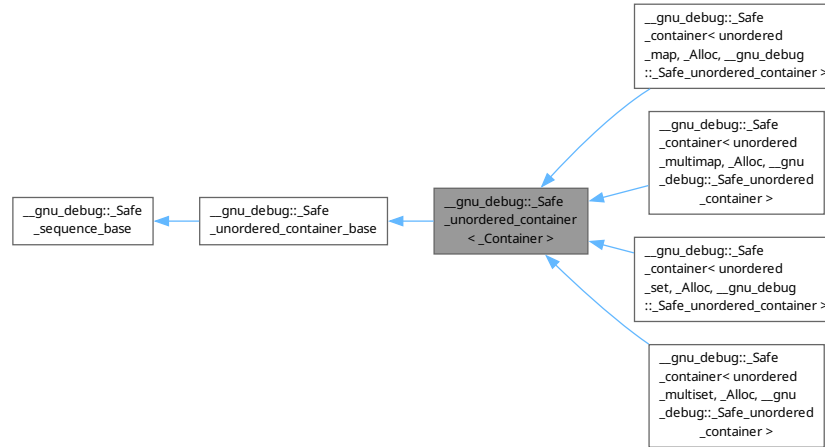 __gnu_debug::_Safe
_sequence_base
__gnu_debug::_Safe
_unordered_container_base
__gnu_debug::_Safe
_unordered_container
< _Container >
__gnu_debug::_Safe
_container< unordered
_map, _Alloc, __gnu_debug
::_Safe_unordered_container >
__gnu_debug::_Safe
_container< unordered
_multimap, _Alloc, __gnu
_debug::_Safe_unordered
_container >
__gnu_debug::_Safe
_container< unordered
_set, _Alloc, __gnu_debug
::_Safe_unordered_container >
__gnu_debug::_Safe
_container< unordered
_multiset, _Alloc, __gnu
_debug::_Safe_unordered
_container >